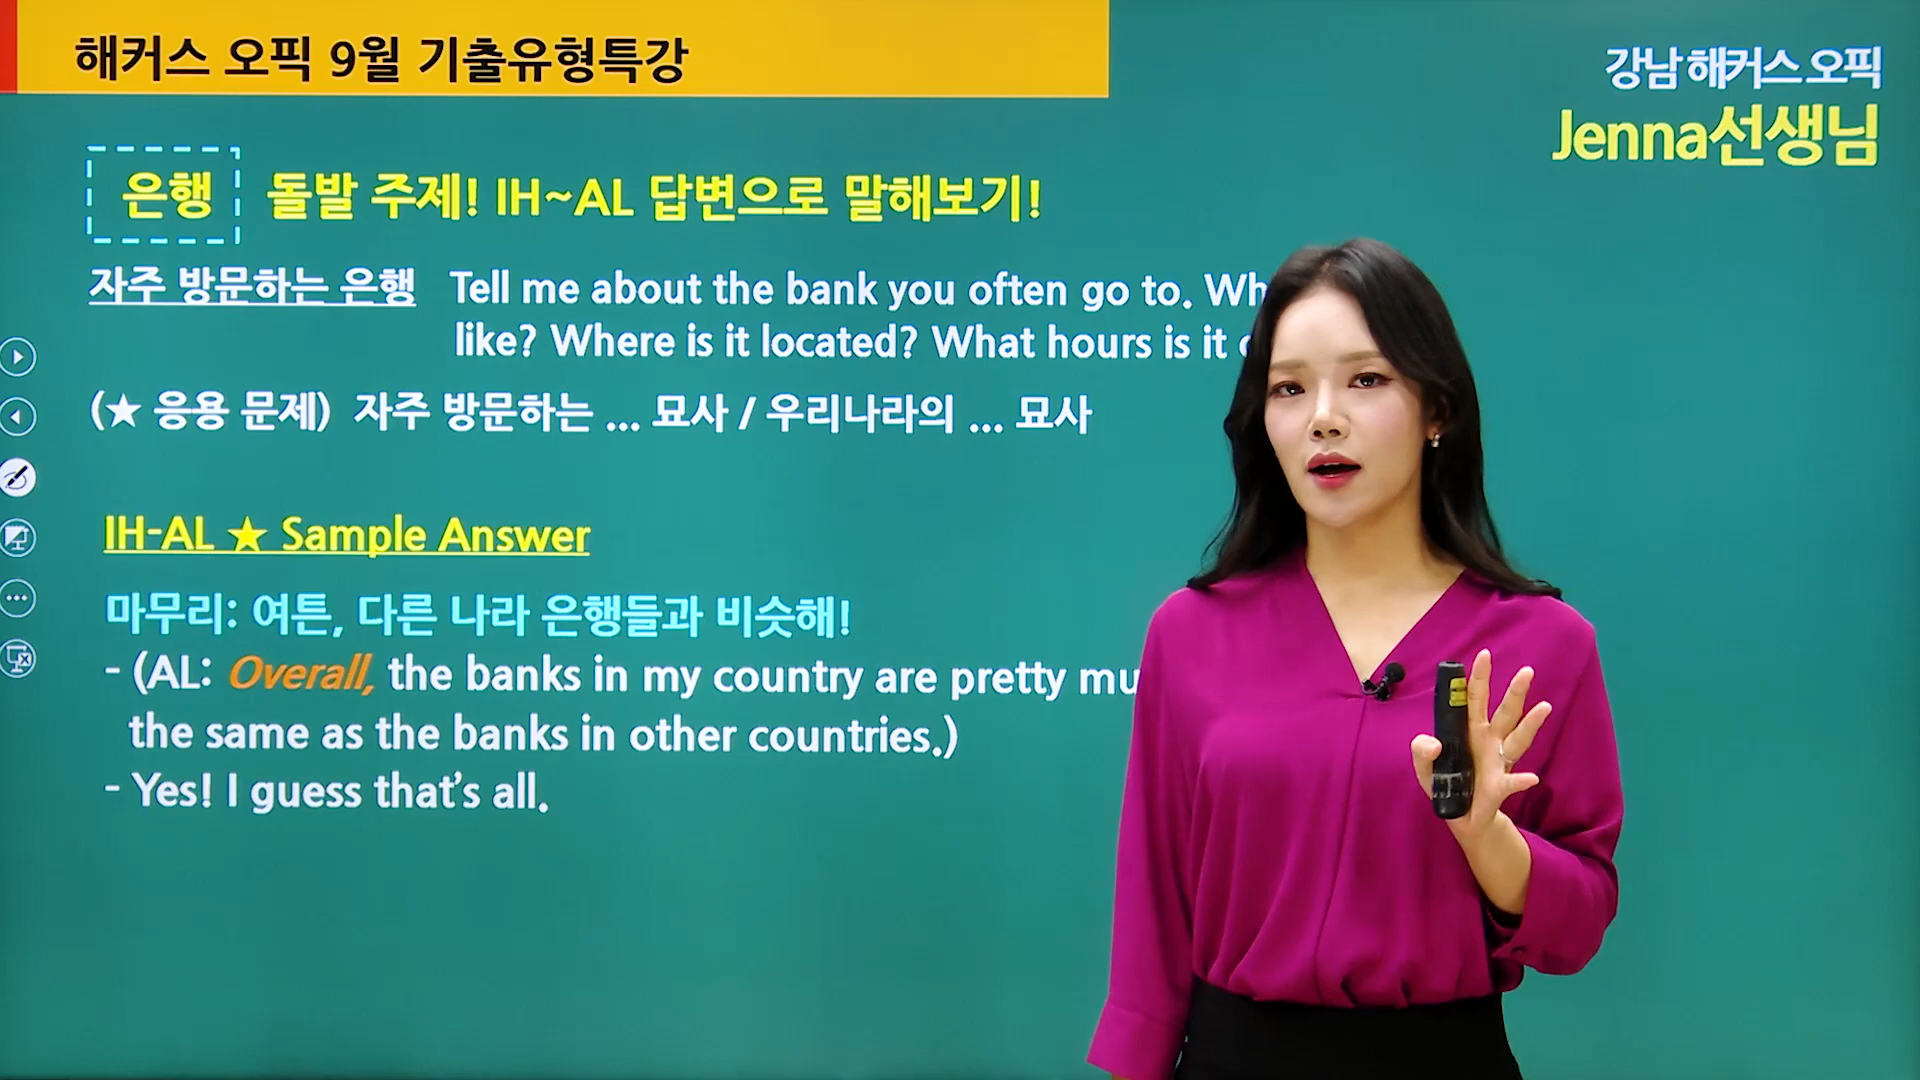 해커스 오픽 9월 기출유형특강
강남 해커스 오픽
Jenna선생님
은행 돌발 주제! IH~AL 답변으로 말해보기!
자주 방문하는 은행 Tell me about the bank you often go to.
like? Where is it located? What hours is it
(★ 응용 문제) 자주 방문하는 ... 묘사 / 우리나라의 ... 묘사
IH-AL ★ Sample Answer
마무리: 여튼, 다른 나라 은행들과 비슷해!
- (AL: Overall, the banks in my country are pretty
the same as the banks in other countries.)
- Yes! I guess that's all.